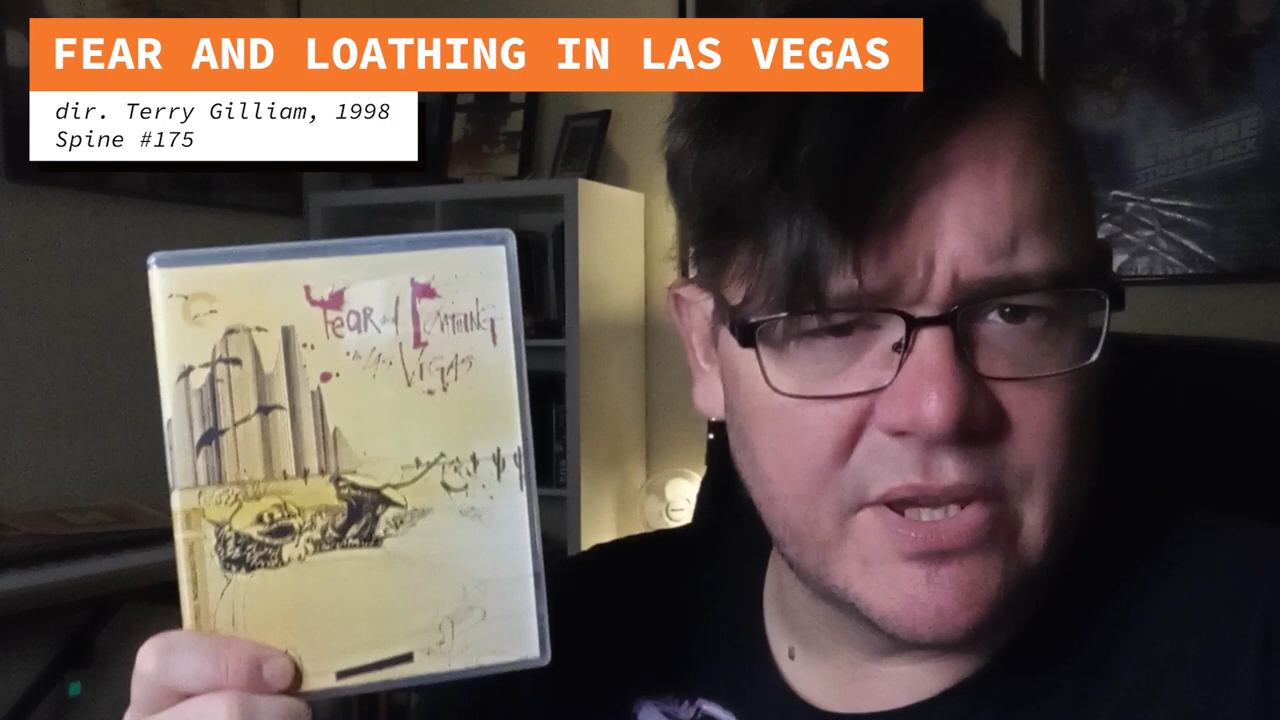 FEAR AND LOATHING IN LAS VEGAS
dir. Terry Gilliam, 1998
Spine #175
FEAR and LOATHING
in Las
VEGAS